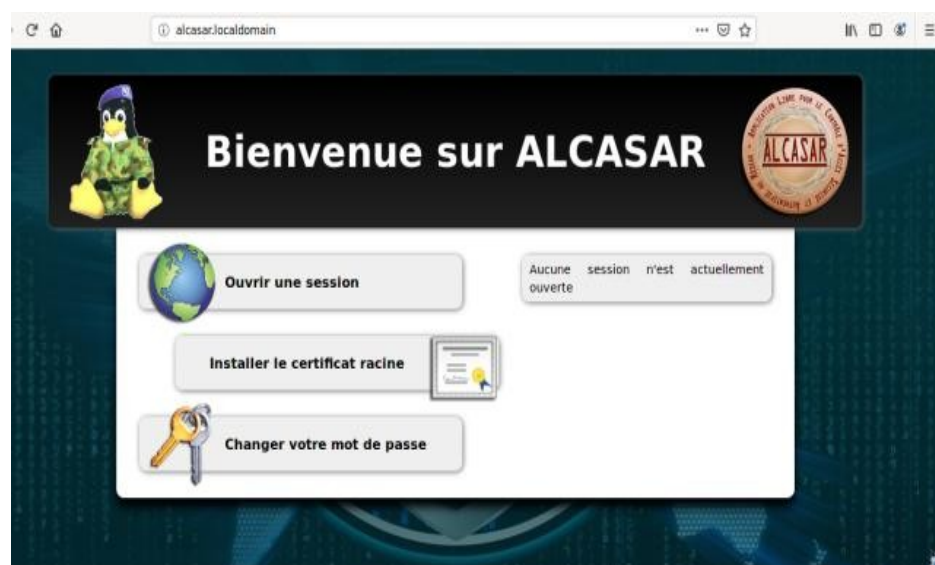 alcasar.localdomain
Bienvenue sur ALCASAR
ALCASAR
Ouvrir une session
Aucune session n'est actuellement
ouverte
Installer le certificat racine
Changer votre mot de passe